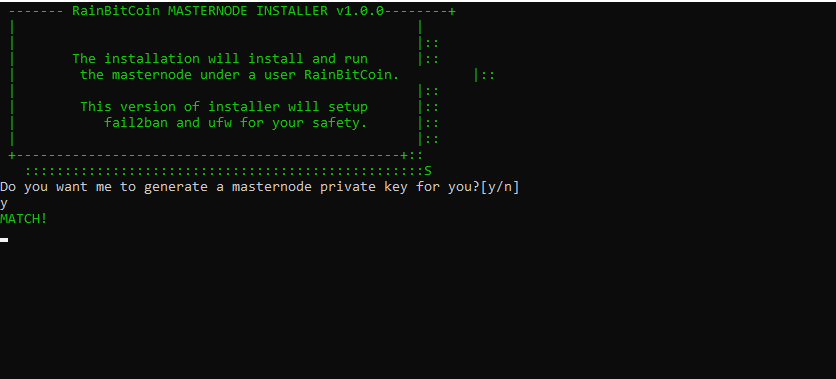 ------- RainBitCoin MASTERNODE INSTALLER v1.0.0--------+
|                                                  |
|                                                  |::
|       The installation will install and run      |::
|        the masternode under a user RainBitCoin.         |::
|                                                  |::
|        This version of installer will setup      |::
|           fail2ban and ufw for your safety.      |::
|                                                  |::
+------------------------------------------------+::
::::::::::::::::::::::::::::::::::::::::::::::::::S
Do you want me to generate a masternode private key for you?[y/n]
y
MATCH!